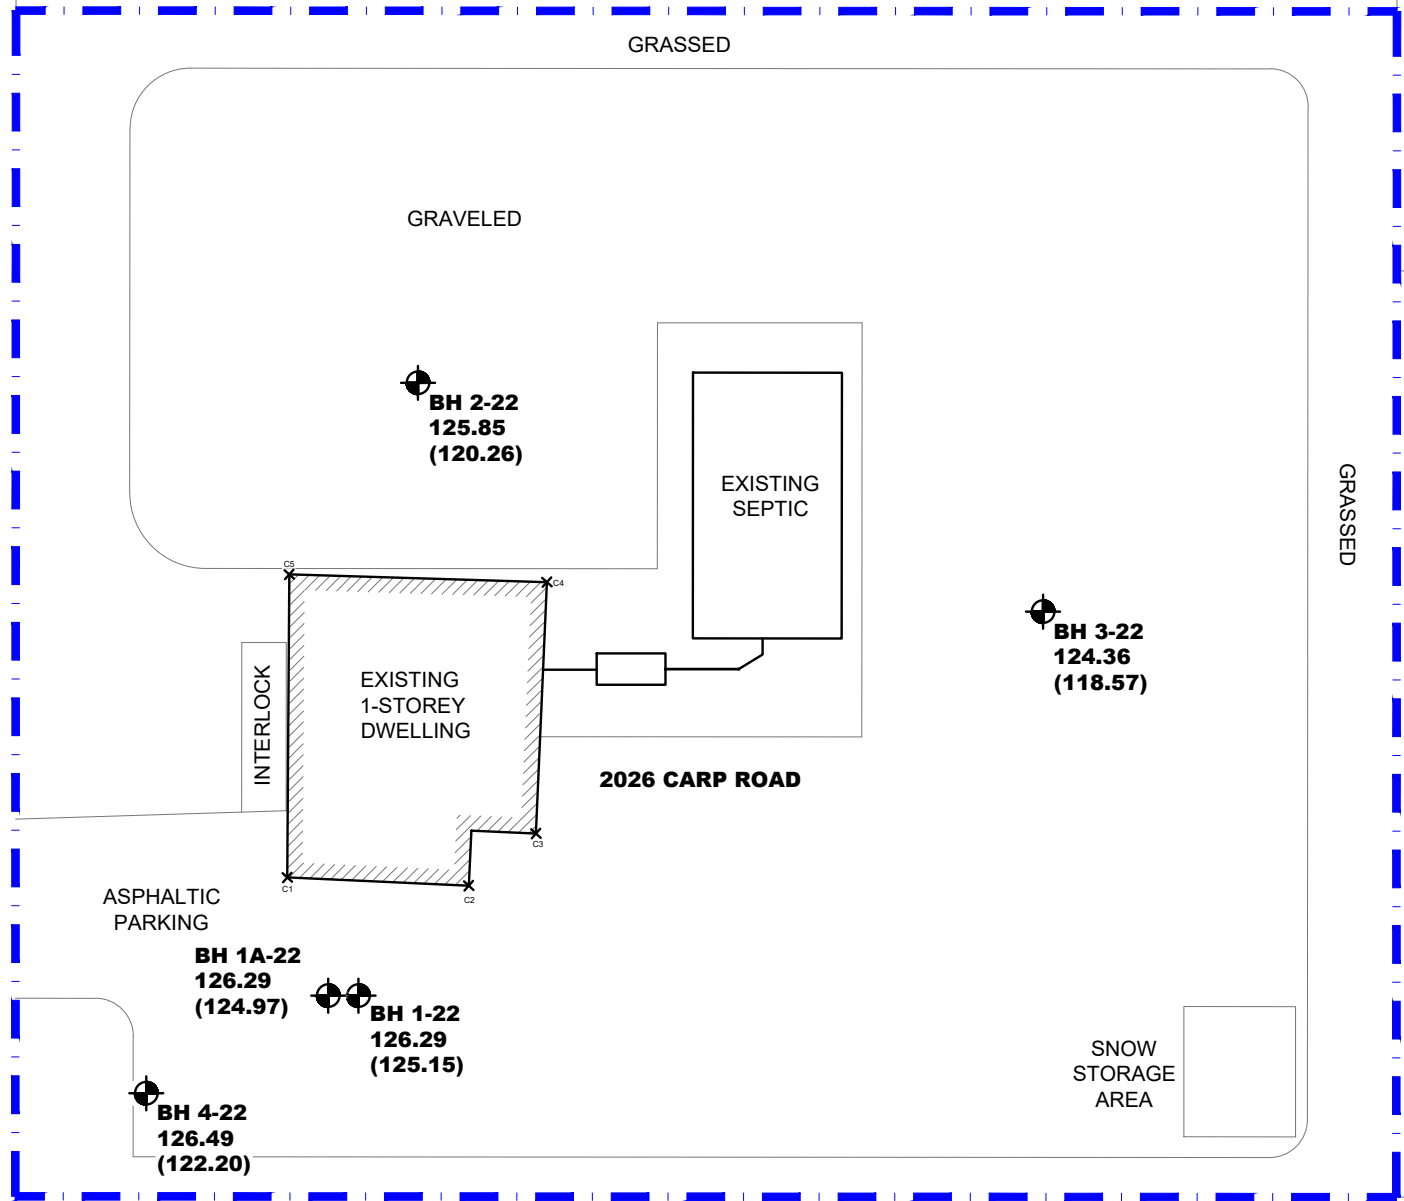 GRASSED
GRAVELED
BH 2-22
125.85
(120.26)
EXISTING
SEPTIC
GRASSED
C5
C4
BH 3-22
124.36
(118.57)
INTERLOCK
EXISTING
1-STOREY
DWELLING
2026 CARP ROAD
C3
C1
C2
ASPHALTIC
PARKING
BH 1A-22
126.29
(124.97)
BH 1-22
126.29
(125.15)
SNOW
STORAGE
AREA
BH 4-22
126.49
(122.20)